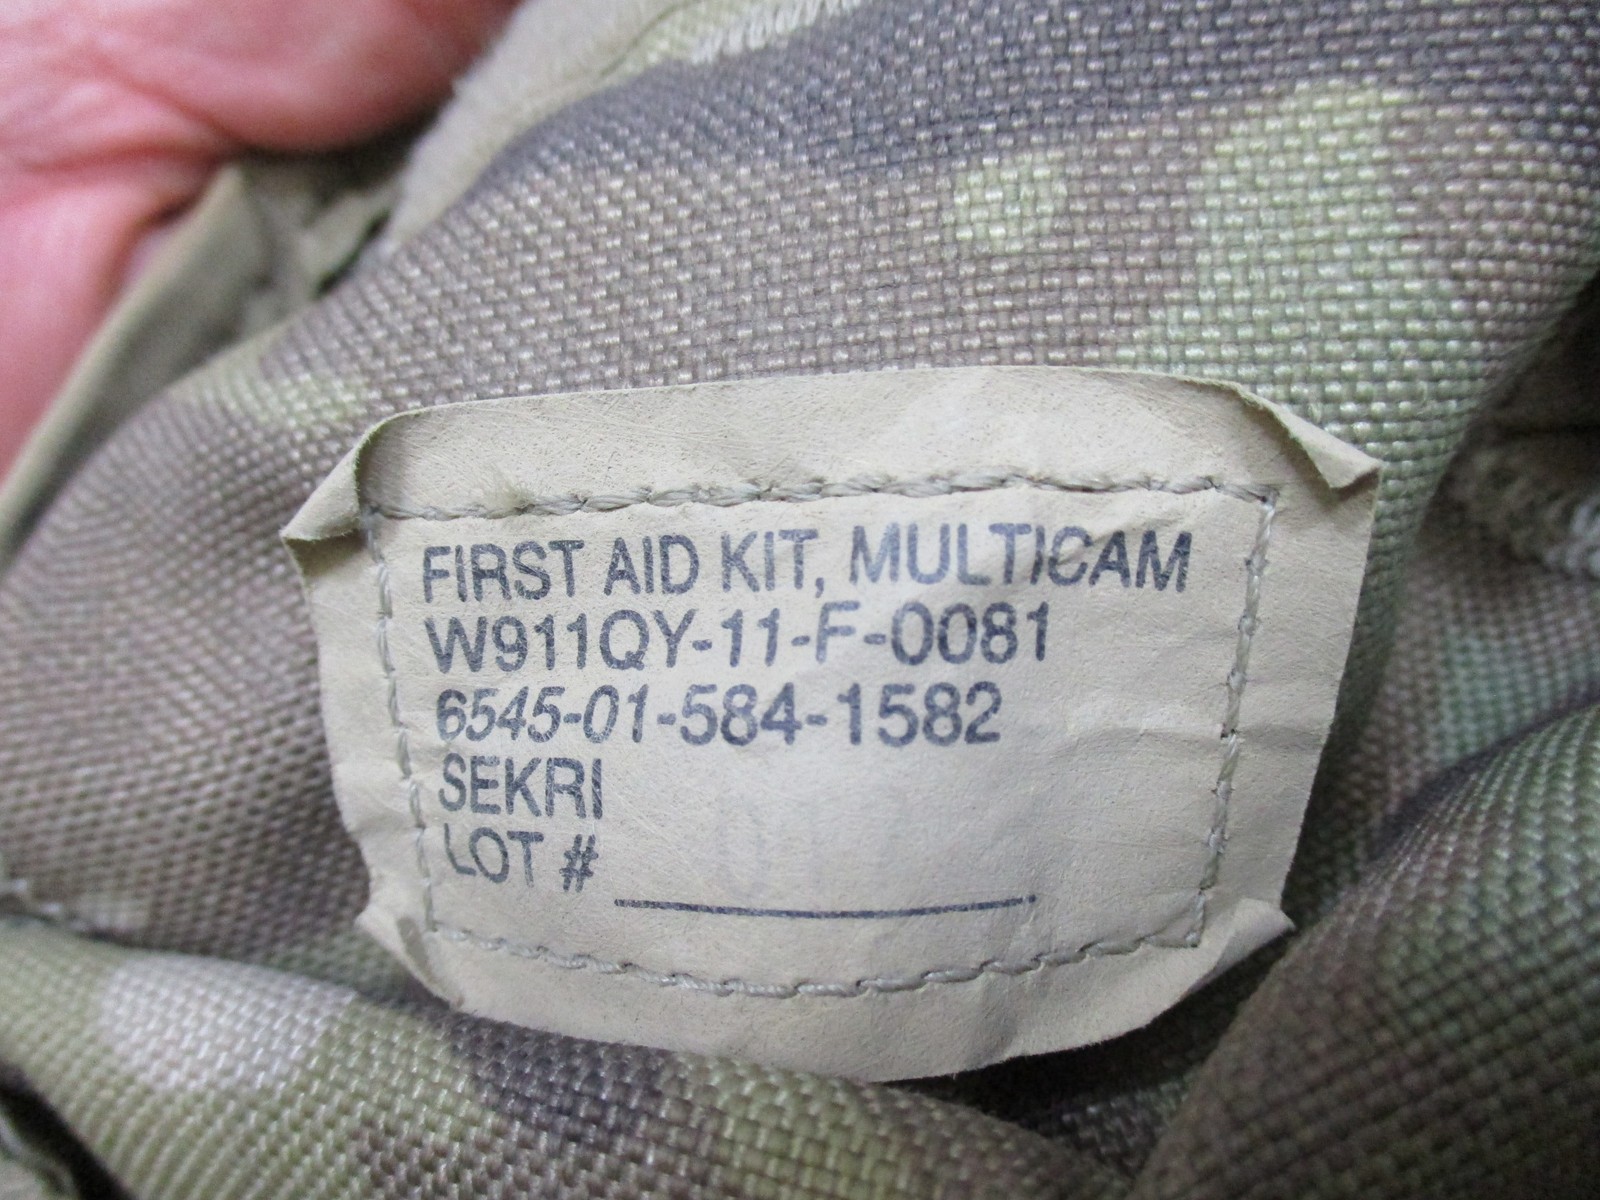 FIRST AID KIT, MULTICAM
W911QY-11-F-0081
6545-01-584-1582
SEKRI
LOT #